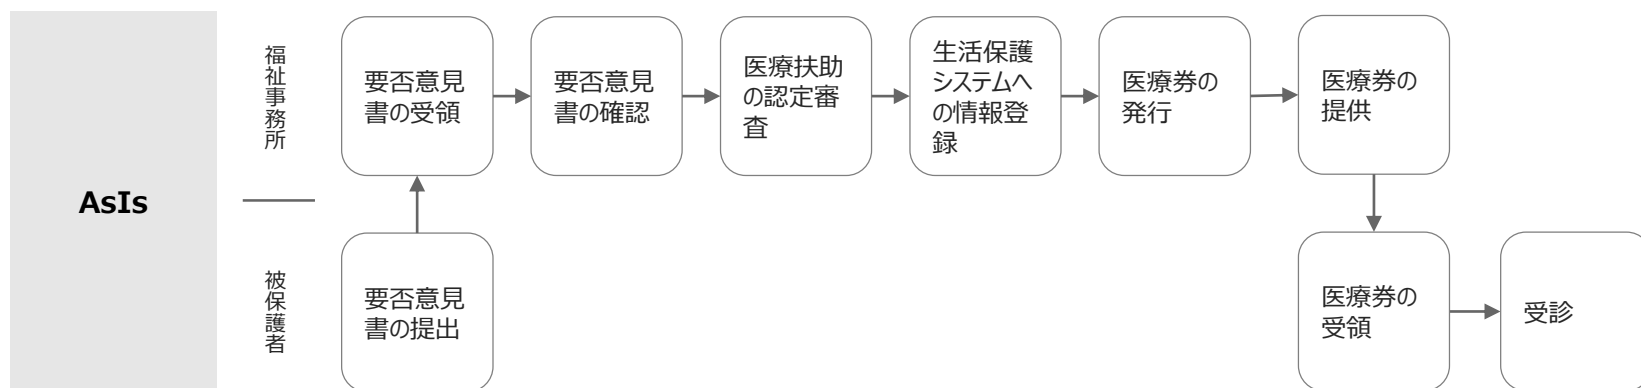 AsIs
福祉事務所
要否意見
書の受領
要否意見
書の確認
医療扶助
の認定審
査
生活保護
システムへ
の情報登
録
医療券の
発行
医療券の
提供
被保護者
要否意見
書の提出
医療券の
受領
受診